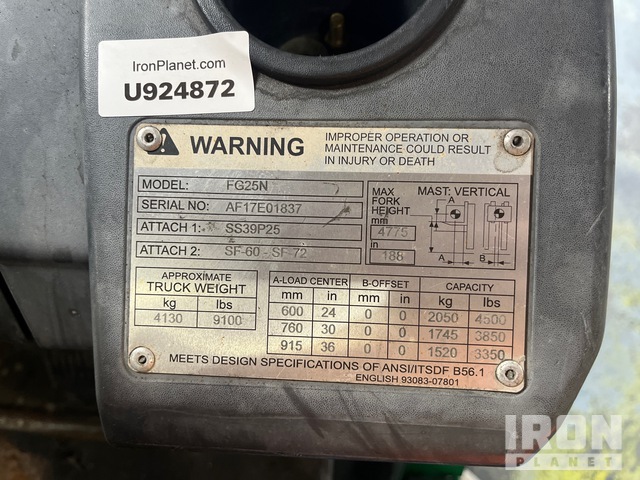 IronPlanet.com
U924872
WARNING
IMPROPER OPERATION OR
MAINTENANCE COULD RESULT
IN INJURY OR DEATH
MODEL: FG25N
SERIAL NO: AF17E01837
ATTACH 1: SS39P25
ATTACH 2: SF-60 - SF-72
MAX
FORK
HEIGHT
mm
4775
in
188
MAST: VERTICAL
A
A B
APPROXIMATE
TRUCK WEIGHT
kg lbs
4130 9100
A-LOAD CENTER B-OFFSET CAPACITY
mm in mm in kg lbs
600 24 0 0 2050 4500
760 30 0 0 1745 3850
915 36 0 0 1520 3350
MEETS DESIGN SPECIFICATIONS OF ANSI/ITSDF B56.1
ENGLISH 93083-07801
IRON
PLANET